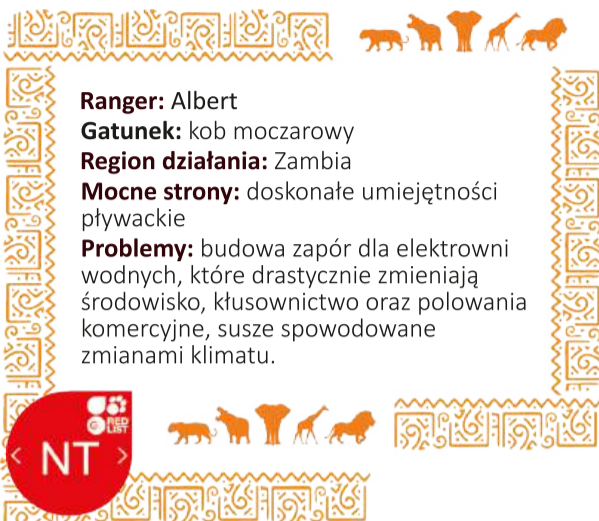 Ranger: Albert
Gatunek: kob moczarowy
Region działania: Zambia
Mocne strony: doskonałe umiejętności
pływackie
Problemy: budowa zapór dla elektrowni
wodnych, które drastycznie zmieniają
środowisko, kłusownictwo oraz polowania
komercyjne, susze spowodowane
zmianami klimatu.
RED
LIST
< NT >